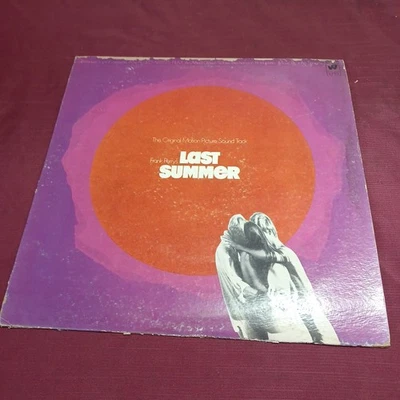 The Original Motion Picture Sound Track
Frank Perry's LAST
SUMMER